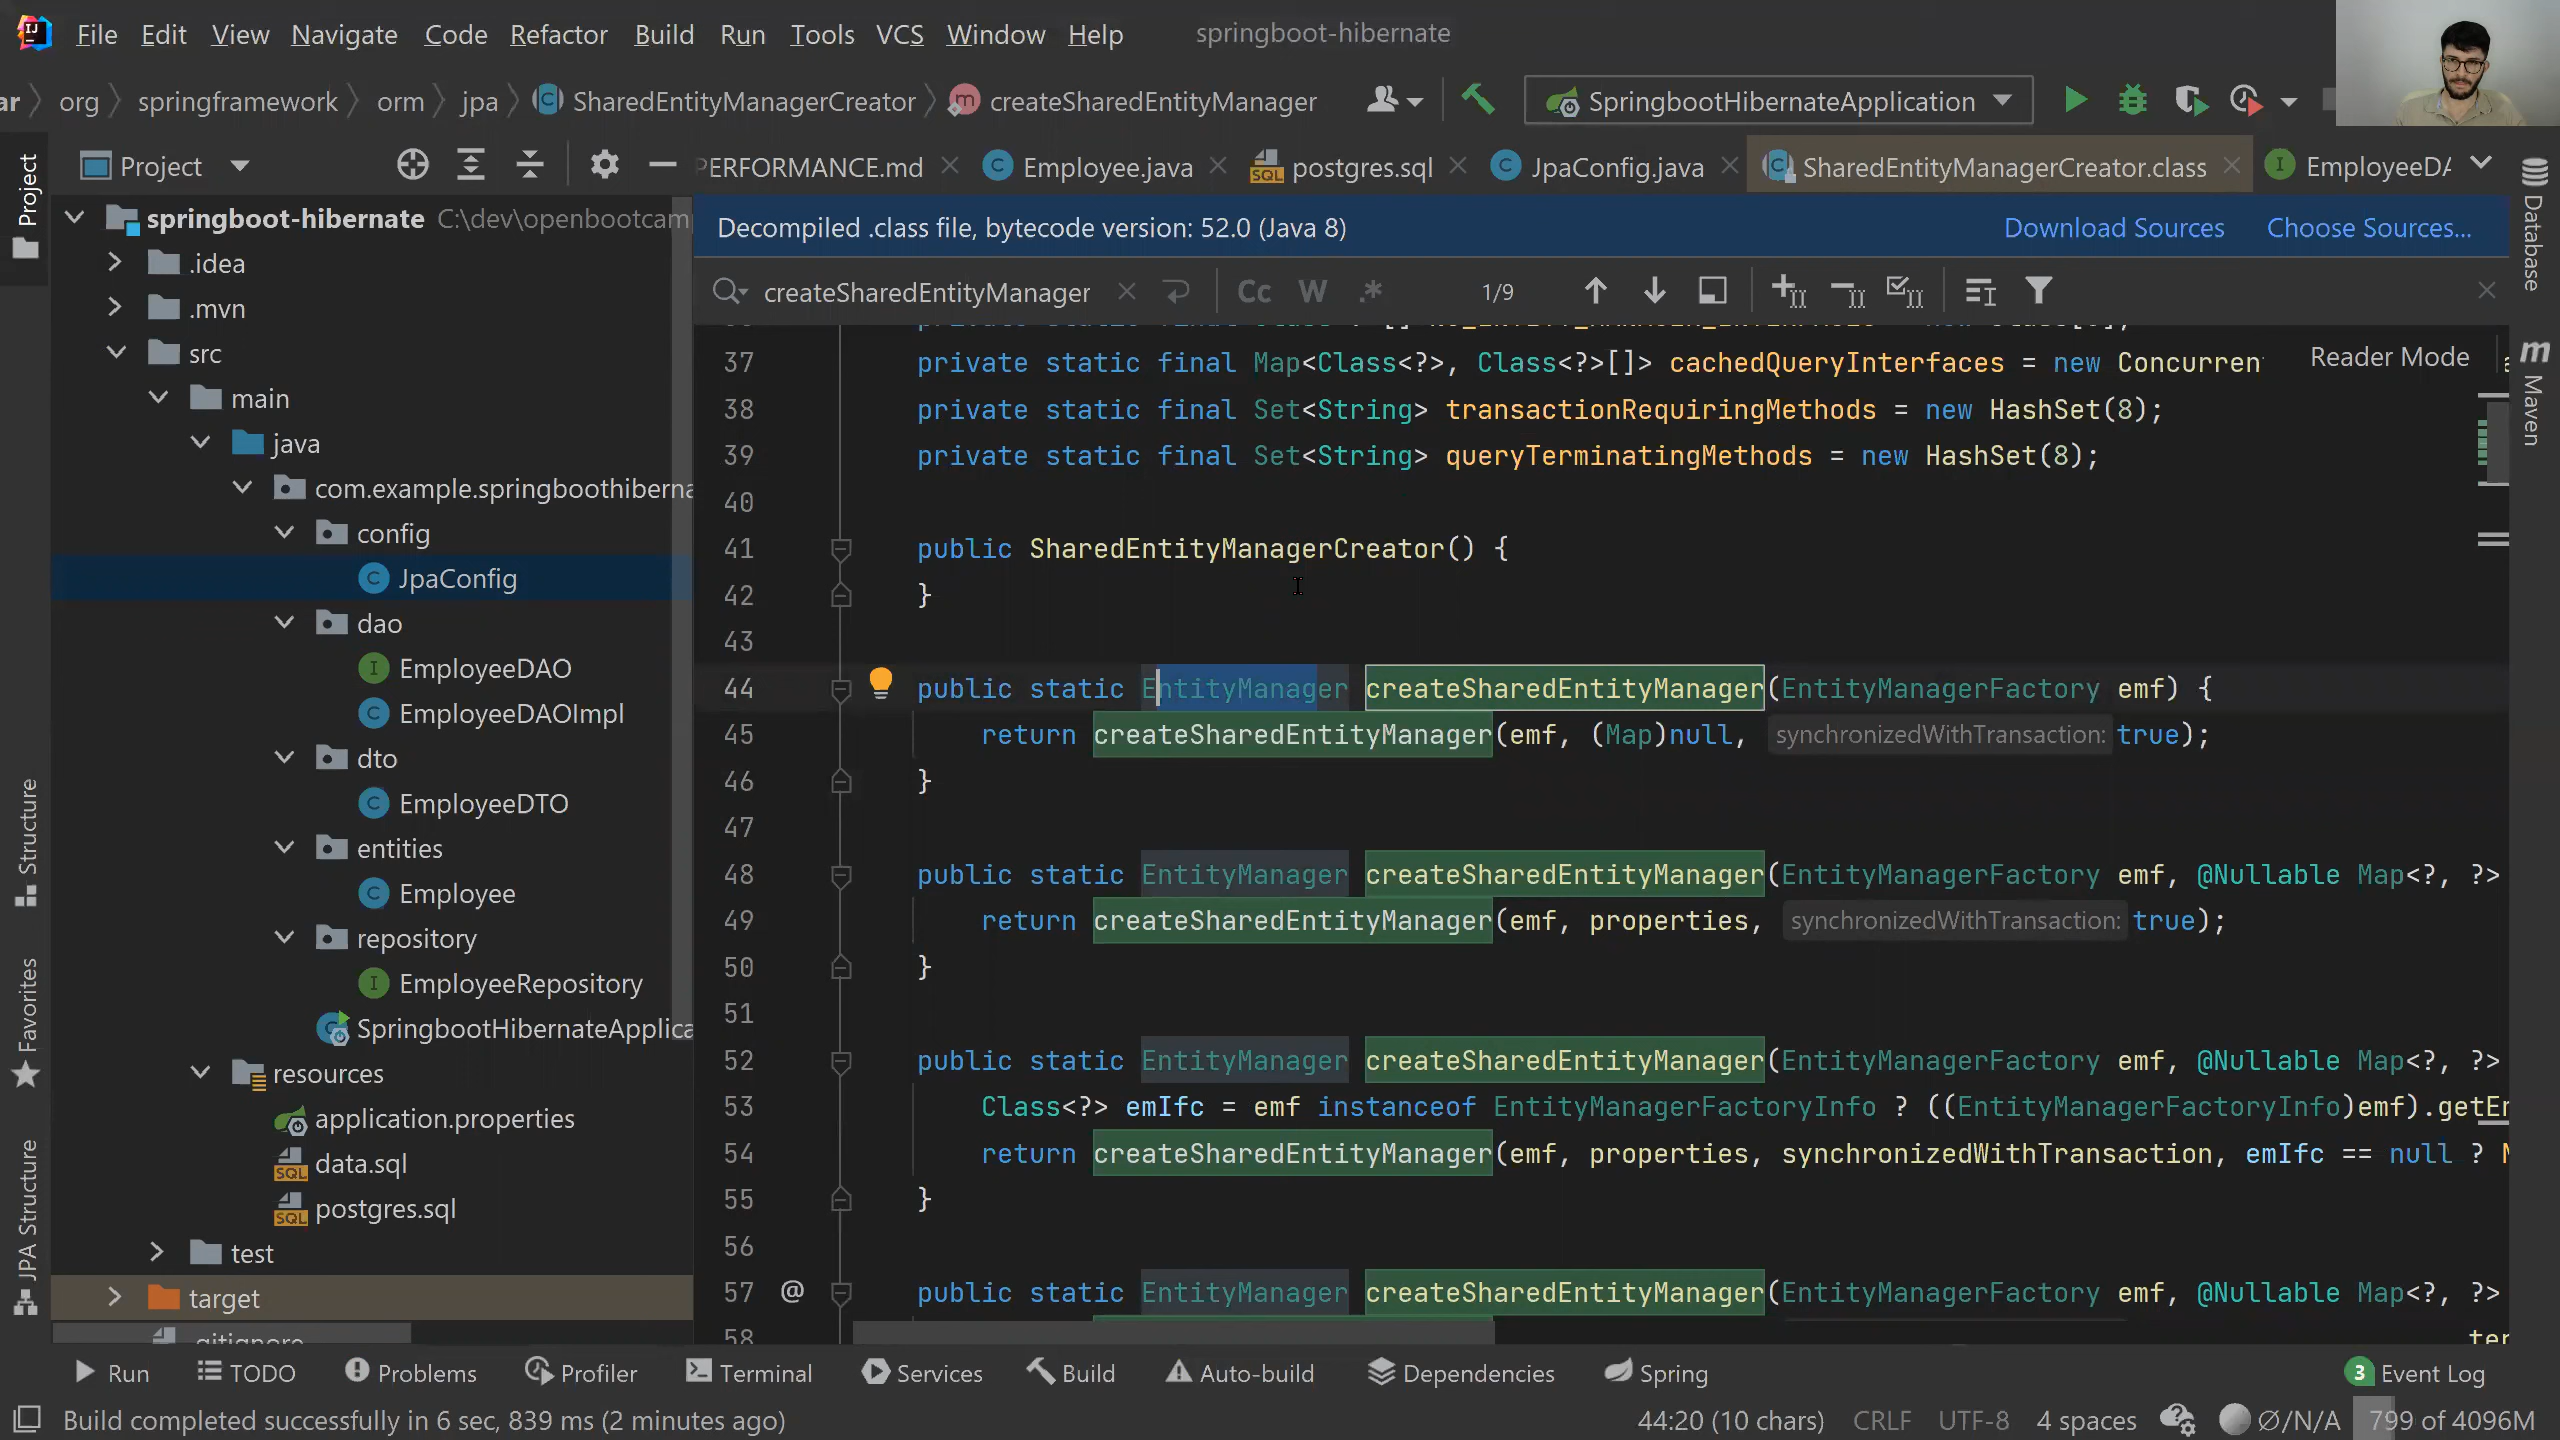 File Edit View Navigate Code Refactor Build Run Tools VCS Window Help springboot-hibernate
ar org springframework orm jpa SharedEntityManagerCreator createSharedEntityManager SpringbootHibernateApplication
Project
PERFORMANCE.md Employee.java postgres.sql JpaConfig.java SharedEntityManagerCreator.class EmployeeDA
Project
Structure
Favorites
JPA Structure
springboot-hibernate C:\dev\openbootcam
.idea
.mvn
src
main
java
com.example.springboothiberna
config
JpaConfig
dao
EmployeeDAO
EmployeeDAOImpl
dto
EmployeeDTO
entities
Employee
repository
EmployeeRepository
SpringbootHibernateApplica
resources
application.properties
data.sql
postgres.sql
test
target
.gitignore
Decompiled .class file, bytecode version: 52.0 (Java 8) Download Sources Choose Sources...
createSharedEntityManager Cc W .* 1/9
Reader Mode
37 private static final Map<Class<?>, Class<?>[]> cachedQueryInterfaces = new Concurren
38 private static final Set<String> transactionRequiringMethods = new HashSet(8);
39 private static final Set<String> queryTerminatingMethods = new HashSet(8);
40
41 public SharedEntityManagerCreator() {
42 }
43
44 public static EntityManager createSharedEntityManager(EntityManagerFactory emf) {
45 return createSharedEntityManager(emf, (Map)null, synchronizedWithTransaction: true);
46 }
47
48 public static EntityManager createSharedEntityManager(EntityManagerFactory emf, @Nullable Map<?, ?>
49 return createSharedEntityManager(emf, properties, synchronizedWithTransaction: true);
50 }
51
52 public static EntityManager createSharedEntityManager(EntityManagerFactory emf, @Nullable Map<?, ?>
53 Class<?> emIfc = emf instanceof EntityManagerFactoryInfo ? ((EntityManagerFactoryInfo)emf).getEn
54 return createSharedEntityManager(emf, properties, synchronizedWithTransaction, emIfc == null ?
55 }
56
57 @ public static EntityManager createSharedEntityManager(EntityManagerFactory emf, @Nullable Map<?, ?>
58
Database
Maven
Run TODO Problems Profiler Terminal Services Build Auto-build Dependencies Spring 3 Event Log
Build completed successfully in 6 sec, 839 ms (2 minutes ago) 44:20 (10 chars) CRLF UTF-8 4 spaces Ø/N/A 799 of 4096M